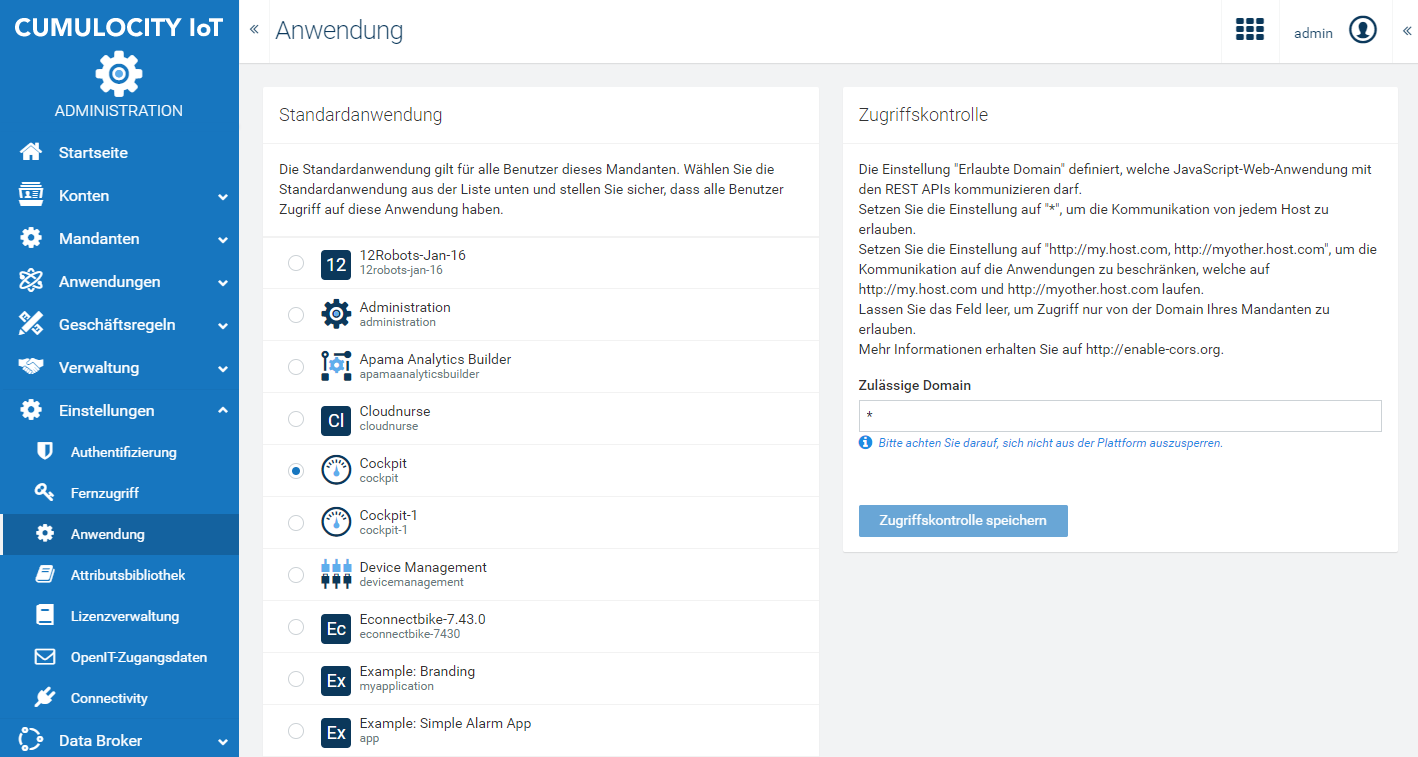 CUMULOCITY IoT
ADMINISTRATION
Startseite
Konten
Mandanten
Anwendungen
Geschäftsregeln
Verwaltung
Einstellungen
Authentifizierung
Fernzugriff
Anwendung
Attributsbibliothek
Lizenzverwaltung
OpenIT-Zugangsdaten
Connectivity
Data Broker
«
Anwendung
admin
«
Standardanwendung
Die Standardanwendung gilt für alle Benutzer dieses Mandanten. Wählen Sie die
Standardanwendung aus der Liste unten und stellen Sie sicher, dass alle Benutzer
Zugriff auf diese Anwendung haben.
12
12Robots-Jan-16
12robots-jan-16
Administration
administration
Apama Analytics Builder
apamaanalyticsbuilder
Cl
Cloudnurse
cloudnurse
Cockpit
cockpit
Cockpit-1
cockpit-1
Device Management
devicemanagement
Ec
Econnectbike-7.43.0
econnectbike-7430
Ex
Example: Branding
myapplication
Ex
Example: Simple Alarm App
app
Zugriffskontrolle
Die Einstellung "Erlaubte Domain" definiert, welche JavaScript-Web-Anwendung mit
den REST APIs kommunizieren darf.
Setzen Sie die Einstellung auf "*", um die Kommunikation von jedem Host zu
erlauben.
Setzen Sie die Einstellung auf "http://my.host.com, http://myother.host.com", um die
Kommunikation auf die Anwendungen zu beschränken, welche auf
http://my.host.com und http://myother.host.com laufen.
Lassen Sie das Feld leer, um Zugriff nur von der Domain Ihres Mandanten zu
erlauben.
Mehr Informationen erhalten Sie auf http://enable-cors.org.
Zulässige Domain
*
Bitte achten Sie darauf, sich nicht aus der Plattform auszusperren.
Zugriffskontrolle speichern